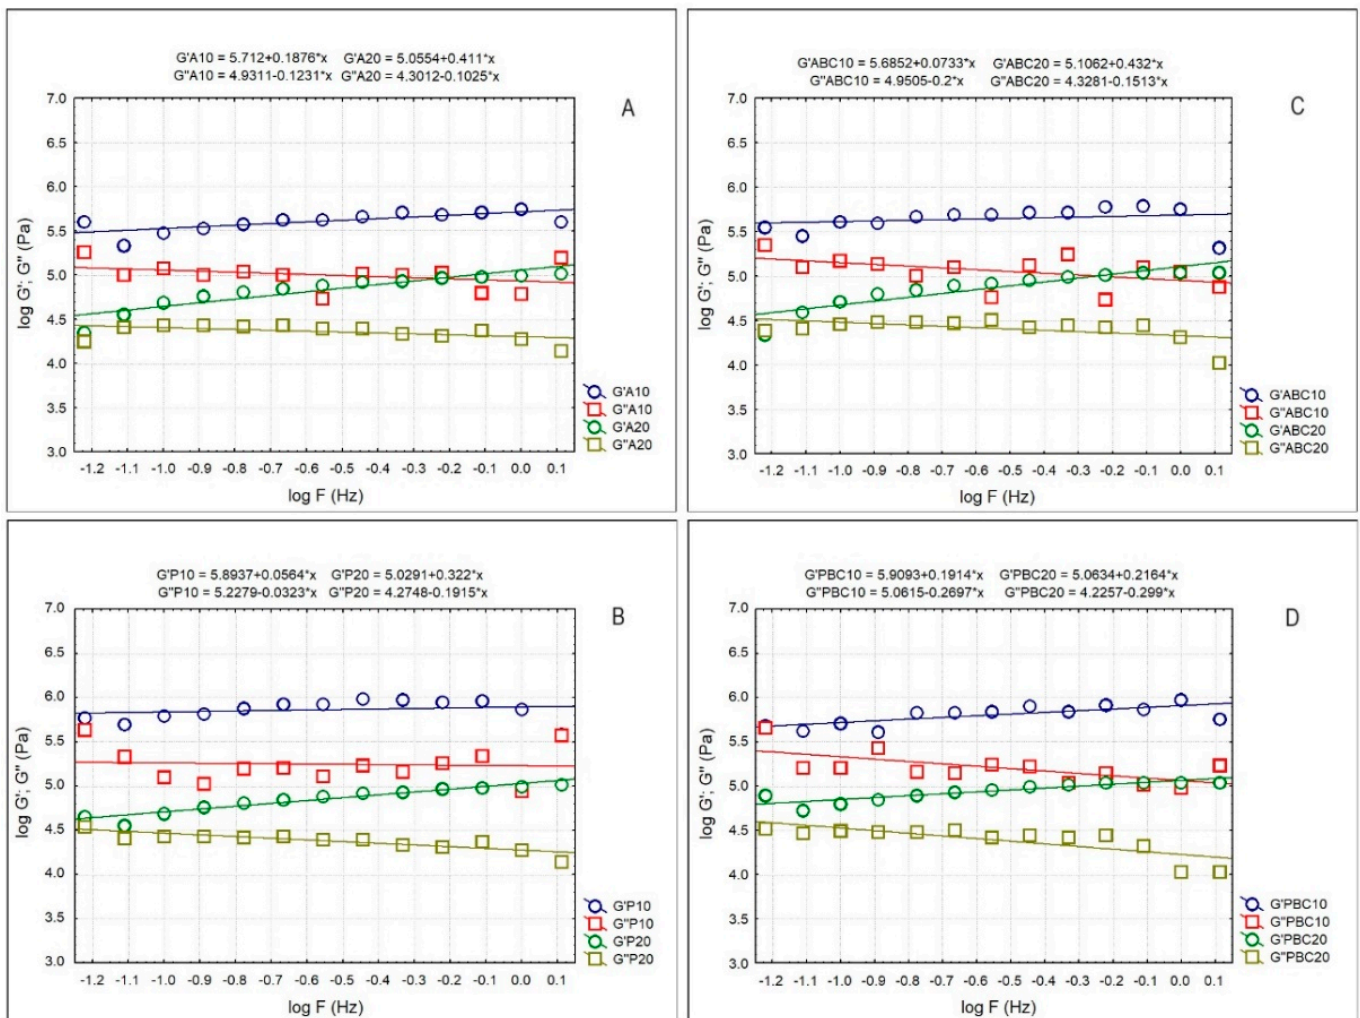 G'A10 = 5.712+0.1876*x G'A20 = 5.0554+0.411*x
G"A10 = 4.9311-0.1231*x G"A20 = 4.3012-0.1025*x
A
log G'; G" (Pa)
7.0
6.5
6.0
5.5
5.0
4.5
4.0
3.5
3.0
-1.2 -1.1 -1.0 -0.9 -0.8 -0.7 -0.6 -0.5 -0.4 -0.3 -0.2 -0.1 0.0 0.1
log F (Hz)
G'A10
G"A10
G'A20
G"A20
G'ABC10 = 5.6852+0.0733*x G'ABC20 = 5.1062+0.432*x
G"ABC10 = 4.9505-0.2*x G"ABC20 = 4.3281-0.1513*x
C
log G'; G" (Pa)
7.0
6.5
6.0
5.5
5.0
4.5
4.0
3.5
3.0
-1.2 -1.1 -1.0 -0.9 -0.8 -0.7 -0.6 -0.5 -0.4 -0.3 -0.2 -0.1 0.0 0.1
log F (Hz)
G'ABC10
G"ABC10
G'ABC20
G"ABC20
G'P10 = 5.8937+0.0564*x G'P20 = 5.0291+0.322*x
G"P10 = 5.2279-0.0323*x G"P20 = 4.2748-0.1915*x
B
log G'; G" (Pa)
7.0
6.5
6.0
5.5
5.0
4.5
4.0
3.5
3.0
-1.2 -1.1 -1.0 -0.9 -0.8 -0.7 -0.6 -0.5 -0.4 -0.3 -0.2 -0.1 0.0 0.1
log F (Hz)
G'P10
G"P10
G'P20
G"P20
G'PBC10 = 5.9093+0.1914*x G'PBC20 = 5.0634+0.2164*x
G"PBC10 = 5.0615-0.2697*x G"PBC20 = 4.2257-0.299*x
D
log G'; G" (Pa)
7.0
6.5
6.0
5.5
5.0
4.5
4.0
3.5
3.0
-1.2 -1.1 -1.0 -0.9 -0.8 -0.7 -0.6 -0.5 -0.4 -0.3 -0.2 -0.1 0.0 0.1
log F (Hz)
G'PBC10
G"PBC10
G'PBC20
G"PBC20